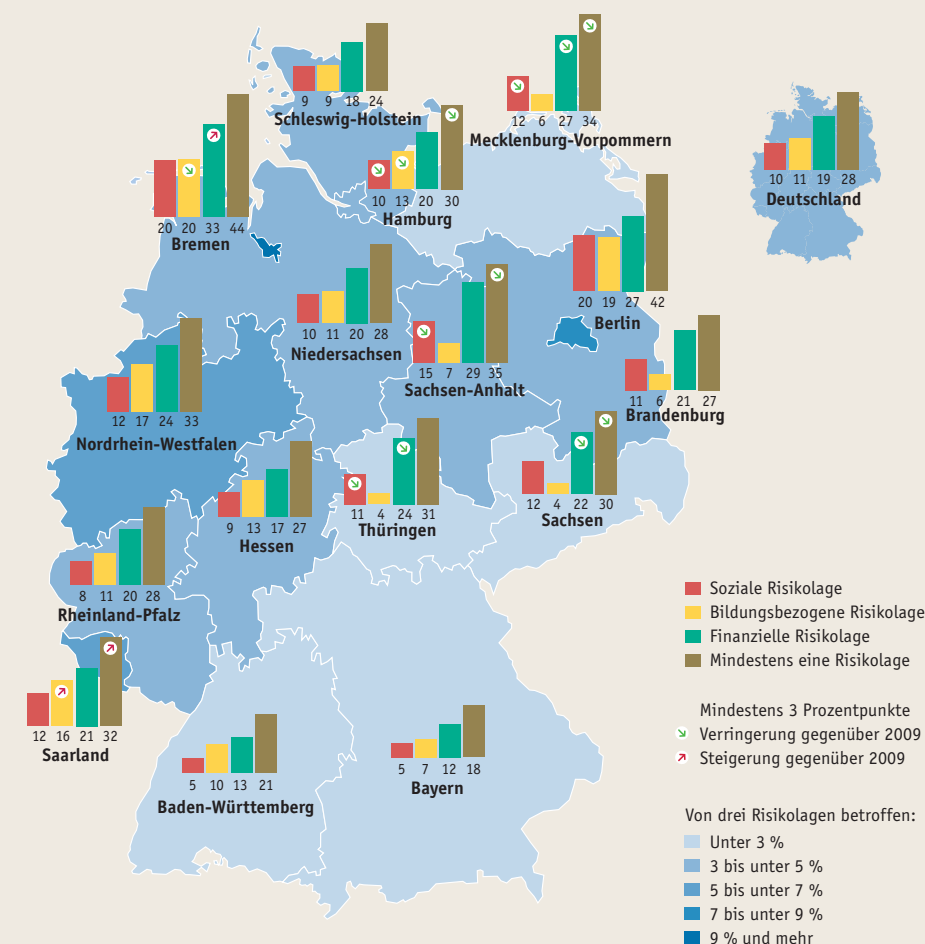 9 9 18 24
Schleswig-Holstein
12 6 27 34
Mecklenburg-Vorpommern
10 11 19 28
Deutschland
10 13 20 30
Hamburg
20 20 33 44
Bremen
20 19 27 42
Berlin
10 11 20 28
Niedersachsen
15 7 29 35
Sachsen-Anhalt
11 6 21 27
Brandenburg
12 17 24 33
Nordrhein-Westfalen
9 13 17 27
Hessen
11 4 24 31
Thüringen
12 4 22 30
Sachsen
8 11 20 28
Rheinland-Pfalz
12 16 21 32
Saarland
5 10 13 21
Baden-Württemberg
5 7 12 18
Bayern
Soziale Risikolage
Bildungsbezogene Risikolage
Finanzielle Risikolage
Mindestens eine Risikolage
Mindestens 3 Prozentpunkte
Verringerung gegenüber 2009
Steigerung gegenüber 2009
Von drei Risikolagen betroffen:
Unter 3 %
3 bis unter 5 %
5 bis unter 7 %
7 bis unter 9 %
9 % und mehr